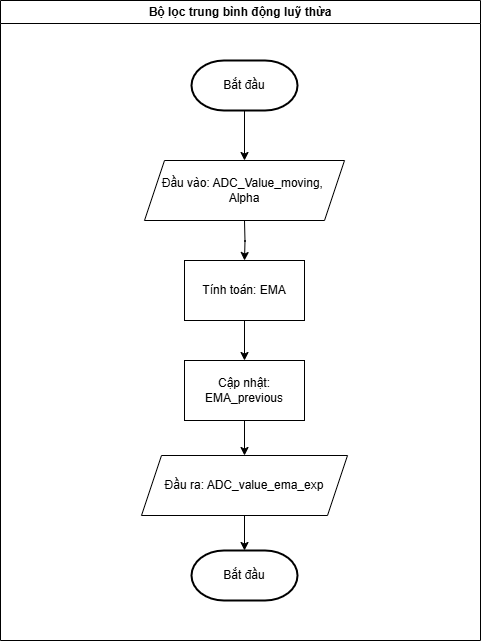 Bộ lọc trung bình động luỹ thừa
Bắt đầu
Đầu vào: ADC_Value_moving,
Alpha
Tính toán: EMA
Cập nhật:
EMA_previous
Đầu ra: ADC_value_ema_exp
Bắt đầu